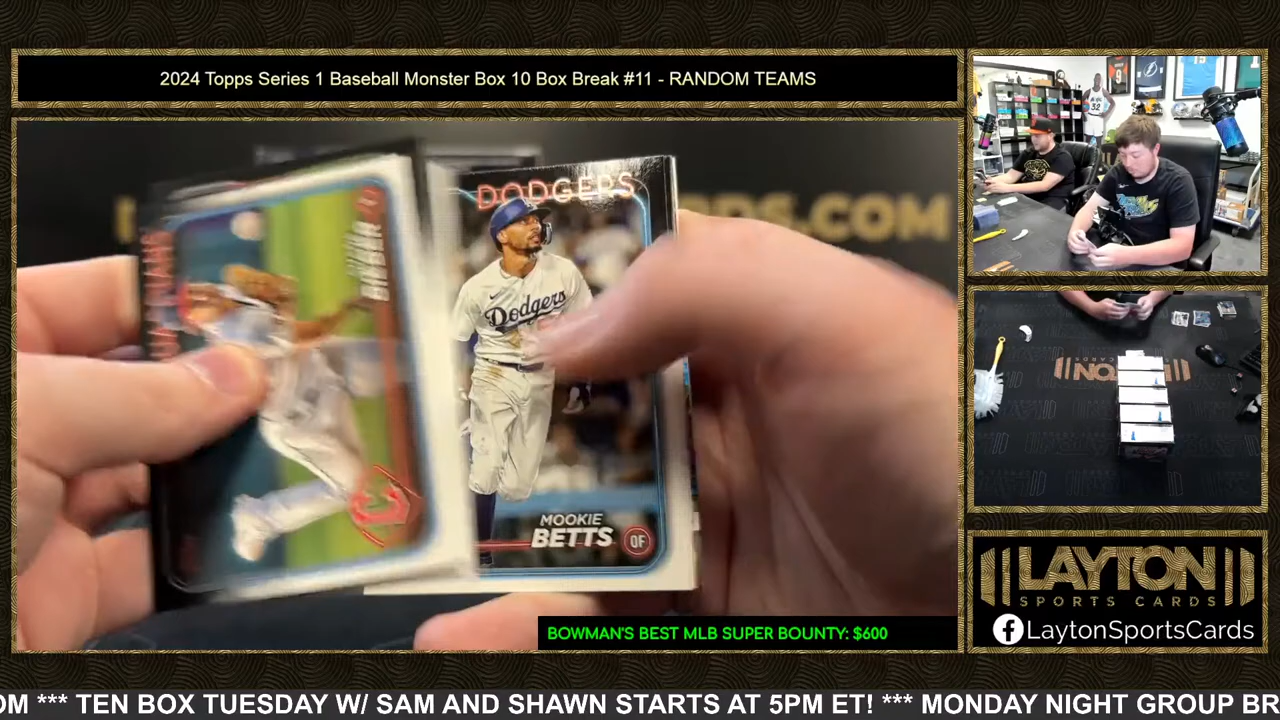 2024 Topps Series 1 Baseball Monster Box 10 Box Break #11 - RANDOM TEAMS
DODGERS
Dodgers
MOOKIE
BETTS OF
BIEBER
32
LAYTON
SPORTS CARDS
LaytonSportsCards
BOWMAN'S BEST MLB SUPER BOUNTY: $600
OM *** TEN BOX TUESDAY W/ SAM AND SHAWN STARTS AT 5PM ET! *** MONDAY NIGHT GROUP BR